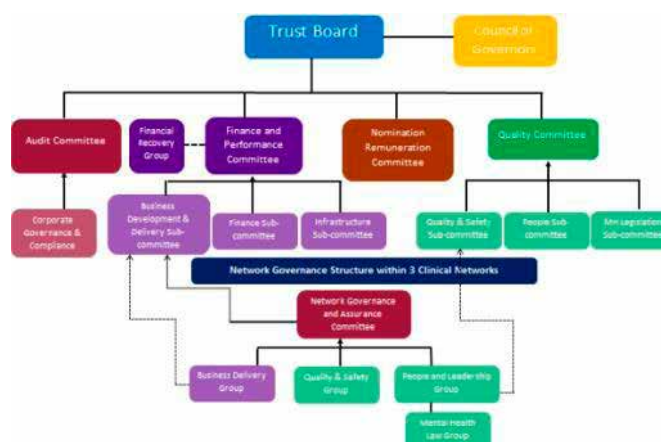 Trust Board
Council of
Governors
Audit Committee
Financial
Recovery
Group
Finance and
Performance
Committee
Nomination
Remuneration
Committee
Quality Committee
Corporate
Governance &
Compliance
Business
Development &
Delivery Sub-
committee
Finance Sub-
committee
Infrastructure
Sub-committee
Quality & Safety
Sub-committee
People Sub-
committee
MH Legislation
Sub-committee
Network Governance Structure within 3 Clinical Networks
Network Governance
and Assurance
Committee
Business Delivery
Group
Quality & Safety
Group
People and Leadership
Group
Mental Health
Law Group